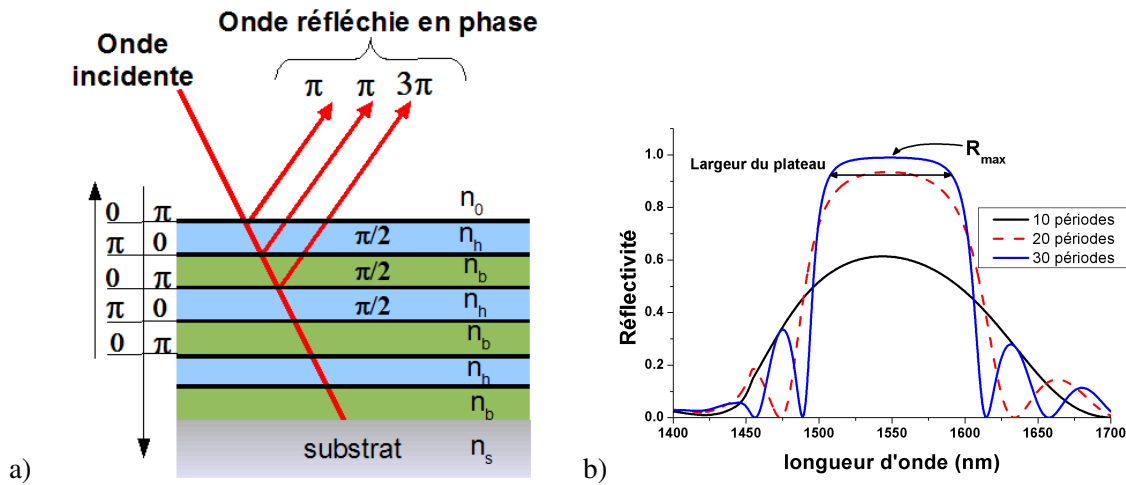 Onde réfléchie en phase
Onde
incidente
π π 3π
n0
0 π
π 0
0 π
π 0
0 π
π/2 nh
π/2 nb
π/2 nh
nb
nh
nb
substrat ns
a)
Réflectivité
1.0
0.8
0.6
0.4
0.2
0.0
Largeur du plateau
Rmax
10 périodes
20 périodes
30 périodes
1400 1450 1500 1550 1600 1650 1700
longueur d'onde (nm)
b)